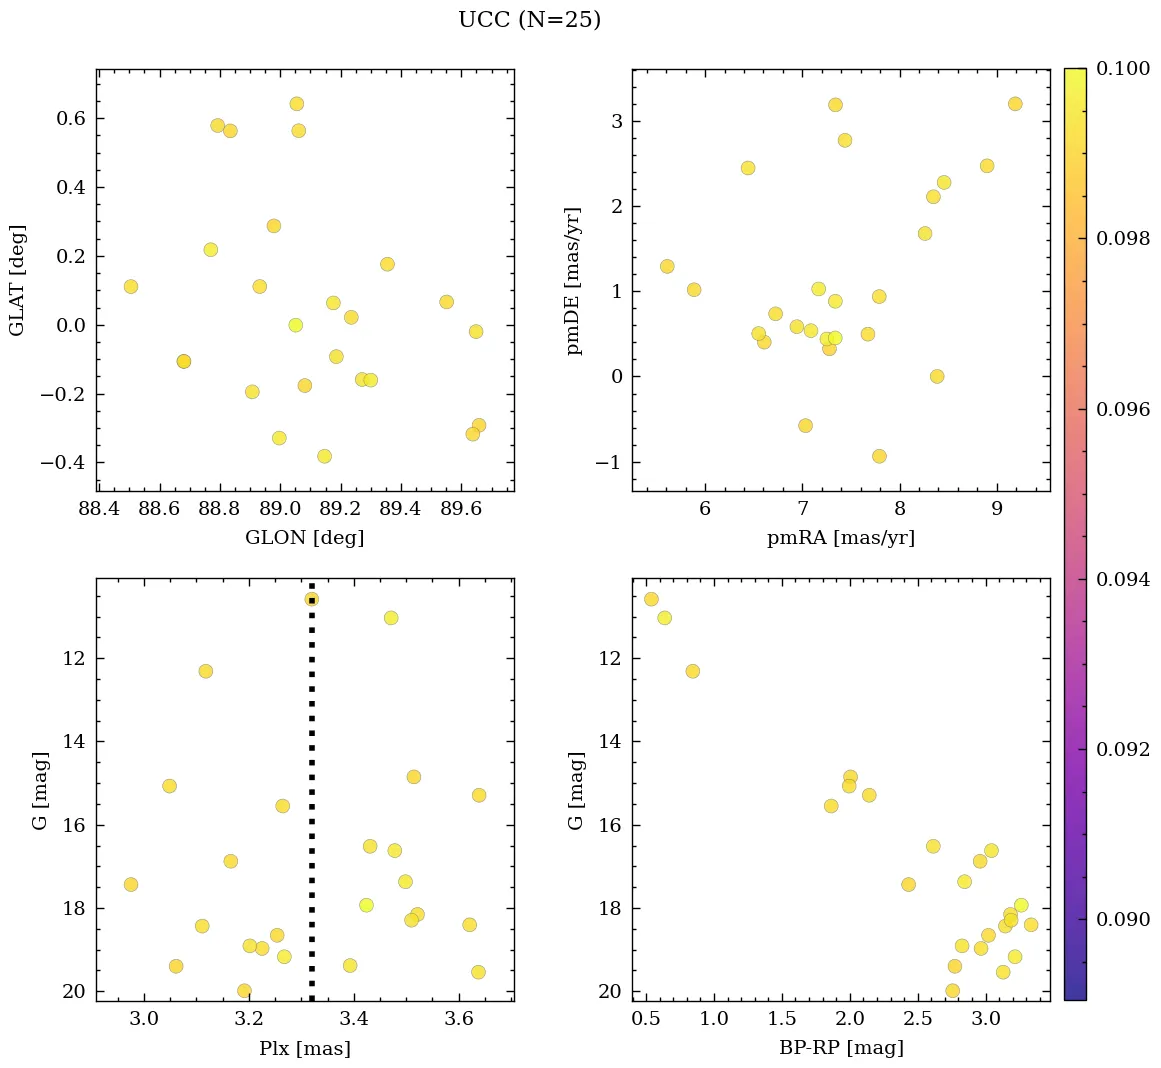 UCC (N=25)
0.6
0.4
0.2
0.0
−0.2
−0.4
GLAT [deg]
88.4 88.6 88.8 89.0 89.2 89.4 89.6
GLON [deg]
3
2
1
0
−1
pmDE [mas/yr]
6 7 8 9
pmRA [mas/yr]
12
14
16
18
20
G [mag]
3.0 3.2 3.4 3.6
Plx [mas]
12
14
16
18
20
G [mag]
0.5 1.0 1.5 2.0 2.5 3.0
BP-RP [mag]
0.100
0.098
0.096
0.094
0.092
0.090